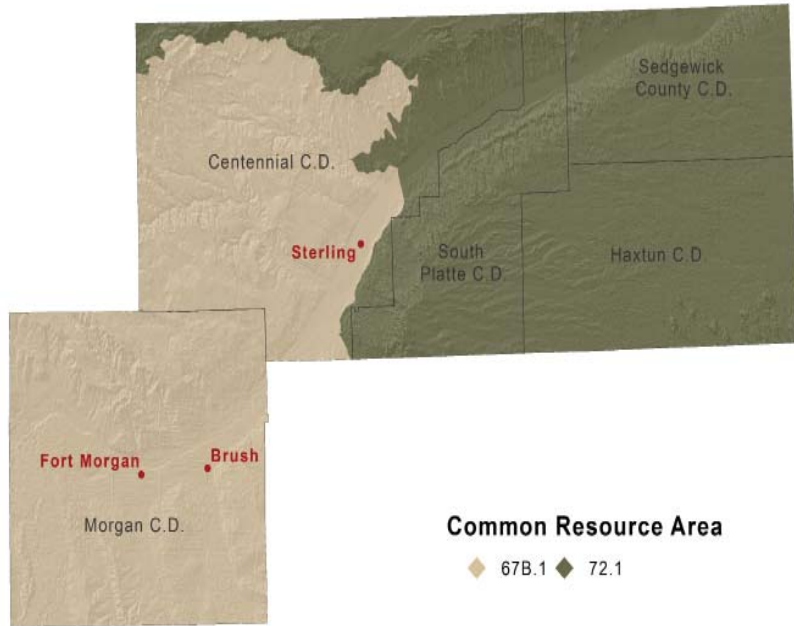 Sedgewick
County C.D.
Centennial C.D.
Sterling
South
Platte C.D.
Haxtun C.D
Fort Morgan
Brush
Morgan C.D.
Common Resource Area
67B.1
72.1